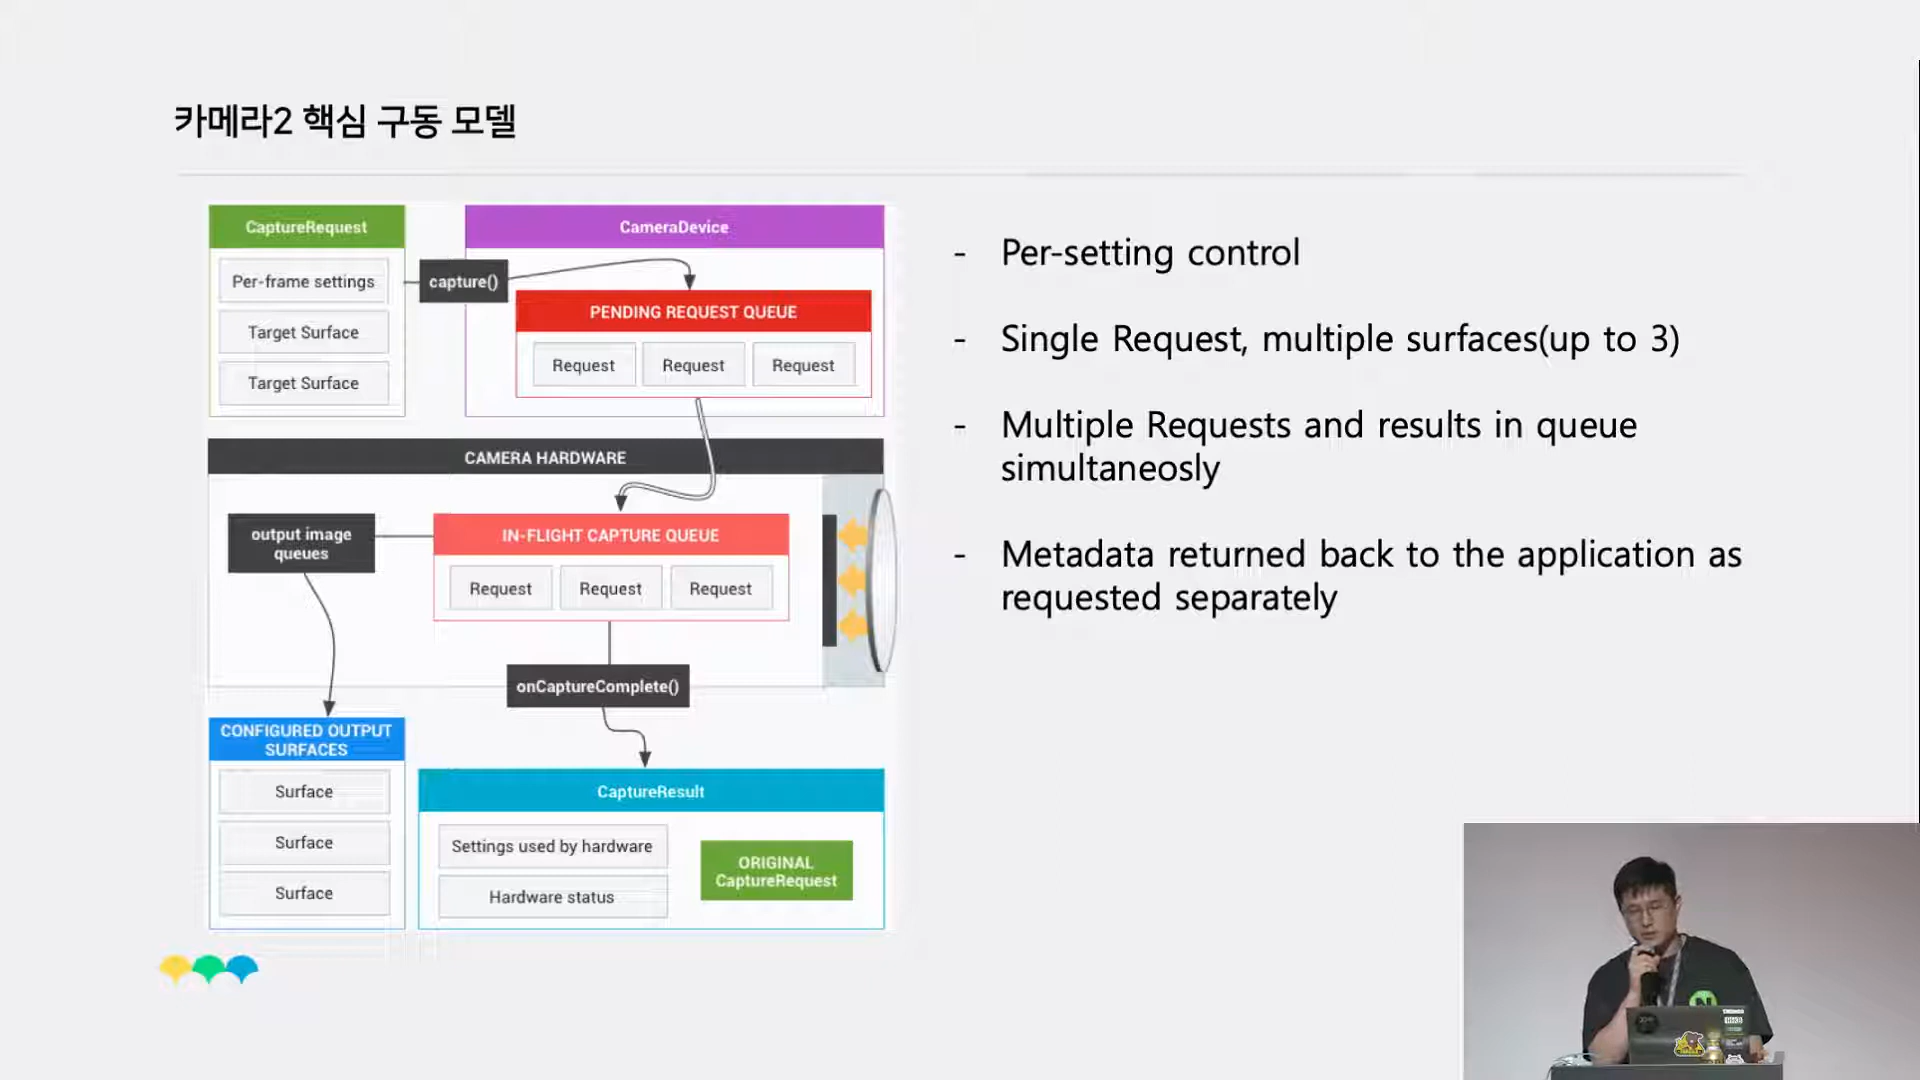 카메라2 핵심 구동 모델
CaptureRequest
Per-frame settings
Target Surface
Target Surface
capture()
CameraDevice
PENDING REQUEST QUEUE
Request
Request
Request
CAMERA HARDWARE
output image
queues
IN-FLIGHT CAPTURE QUEUE
Request
Request
Request
onCaptureComplete()
CONFIGURED OUTPUT
SURFACES
Surface
Surface
Surface
CaptureResult
Settings used by hardware
Hardware status
ORIGINAL
CaptureRequest
- Per-setting control
- Single Request, multiple surfaces(up to 3)
- Multiple Requests and results in queue
simultaneosly
- Metadata returned back to the application as
requested separately